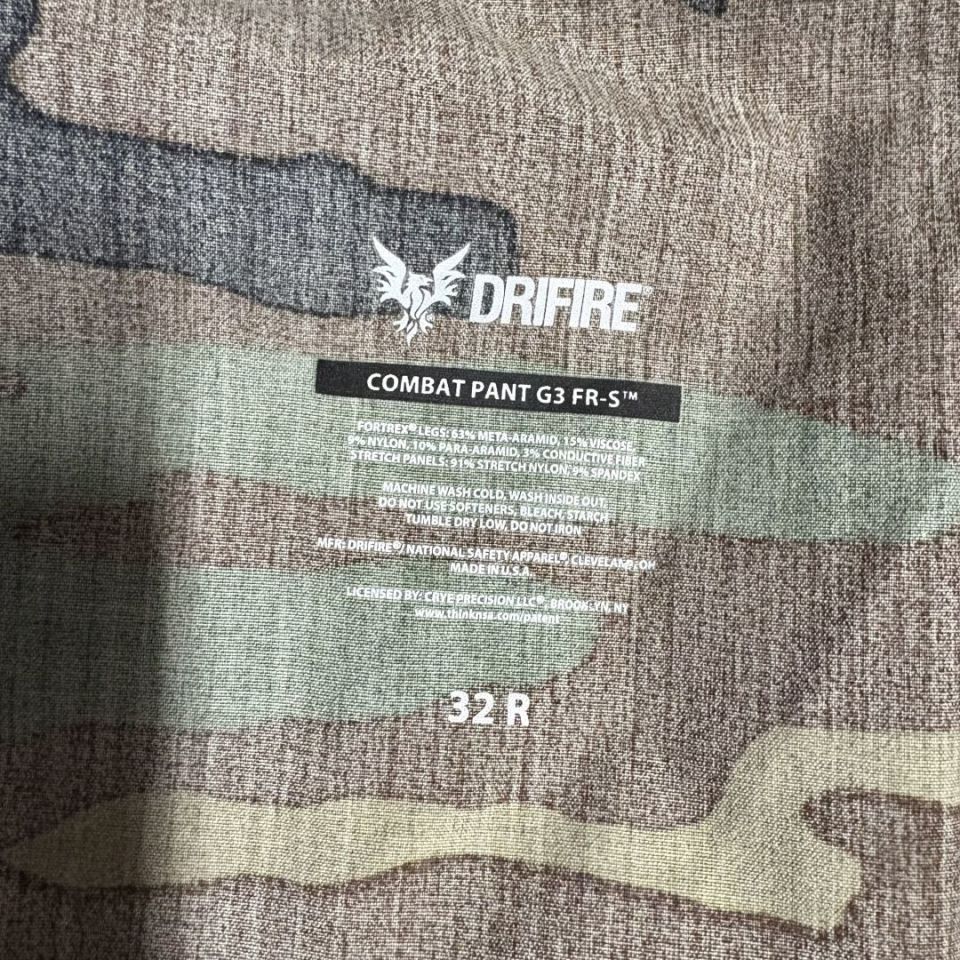 DRIFIRE®
COMBAT PANT G3 FR-S™
FORTREX® LEGS: 63% META-ARAMID, 15% VISCOSE,
9% NYLON, 10% PARA-ARAMID, 3% CONDUCTIVE FIBER
STRETCH PANELS: 91% STRETCH NYLON, 9% SPANDEX
MACHINE WASH COLD, WASH INSIDE OUT,
DO NOT USE SOFTENERS, BLEACH, STARCH
TUMBLE DRY LOW, DO NOT IRON
MFR: DRIFIRE®/NATIONAL SAFETY APPAREL®, CLEVELAND, OH
MADE IN U.S.A.
LICENSED BY: CRYE PRECISION LLC®, BROOKLYN, NY
www.thinknsa.com/patent
32 R